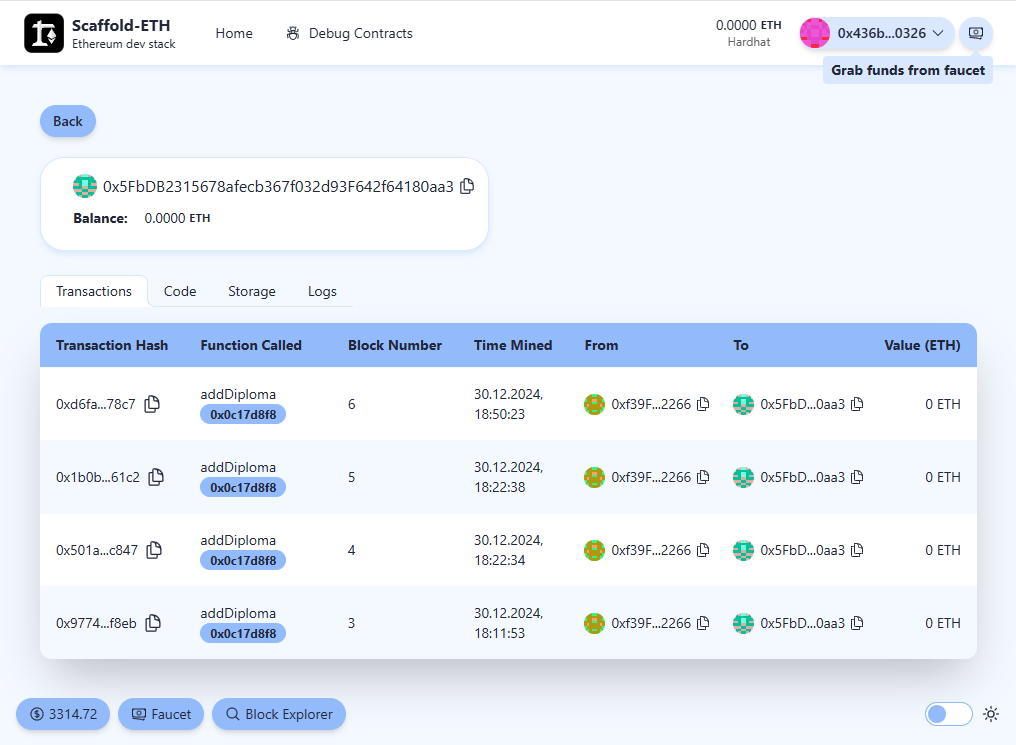 Scaffold-ETH
Ethereum dev stack
Home
Debug Contracts
0.0000 ETH
Hardhat
0x436b...0326
Grab funds from faucet
Back
0x5FbDB2315678afecb367f032d93F642f64180aa3
Balance: 0.0000 ETH
Transactions Code Storage Logs
Transaction Hash Function Called Block Number Time Mined From To Value (ETH)
0xd6fa...78c7 addDiploma 0x0c17d8f8 6 30.12.2024, 18:50:23 0xf39F...2266 0x5FbD...0aa3 0 ETH
0x1b0b...61c2 addDiploma 0x0c17d8f8 5 30.12.2024, 18:22:38 0xf39F...2266 0x5FbD...0aa3 0 ETH
0x501a...c847 addDiploma 0x0c17d8f8 4 30.12.2024, 18:22:34 0xf39F...2266 0x5FbD...0aa3 0 ETH
0x9774...f8eb addDiploma 0x0c17d8f8 3 30.12.2024, 18:11:53 0xf39F...2266 0x5FbD...0aa3 0 ETH
3314.72 Faucet Block Explorer